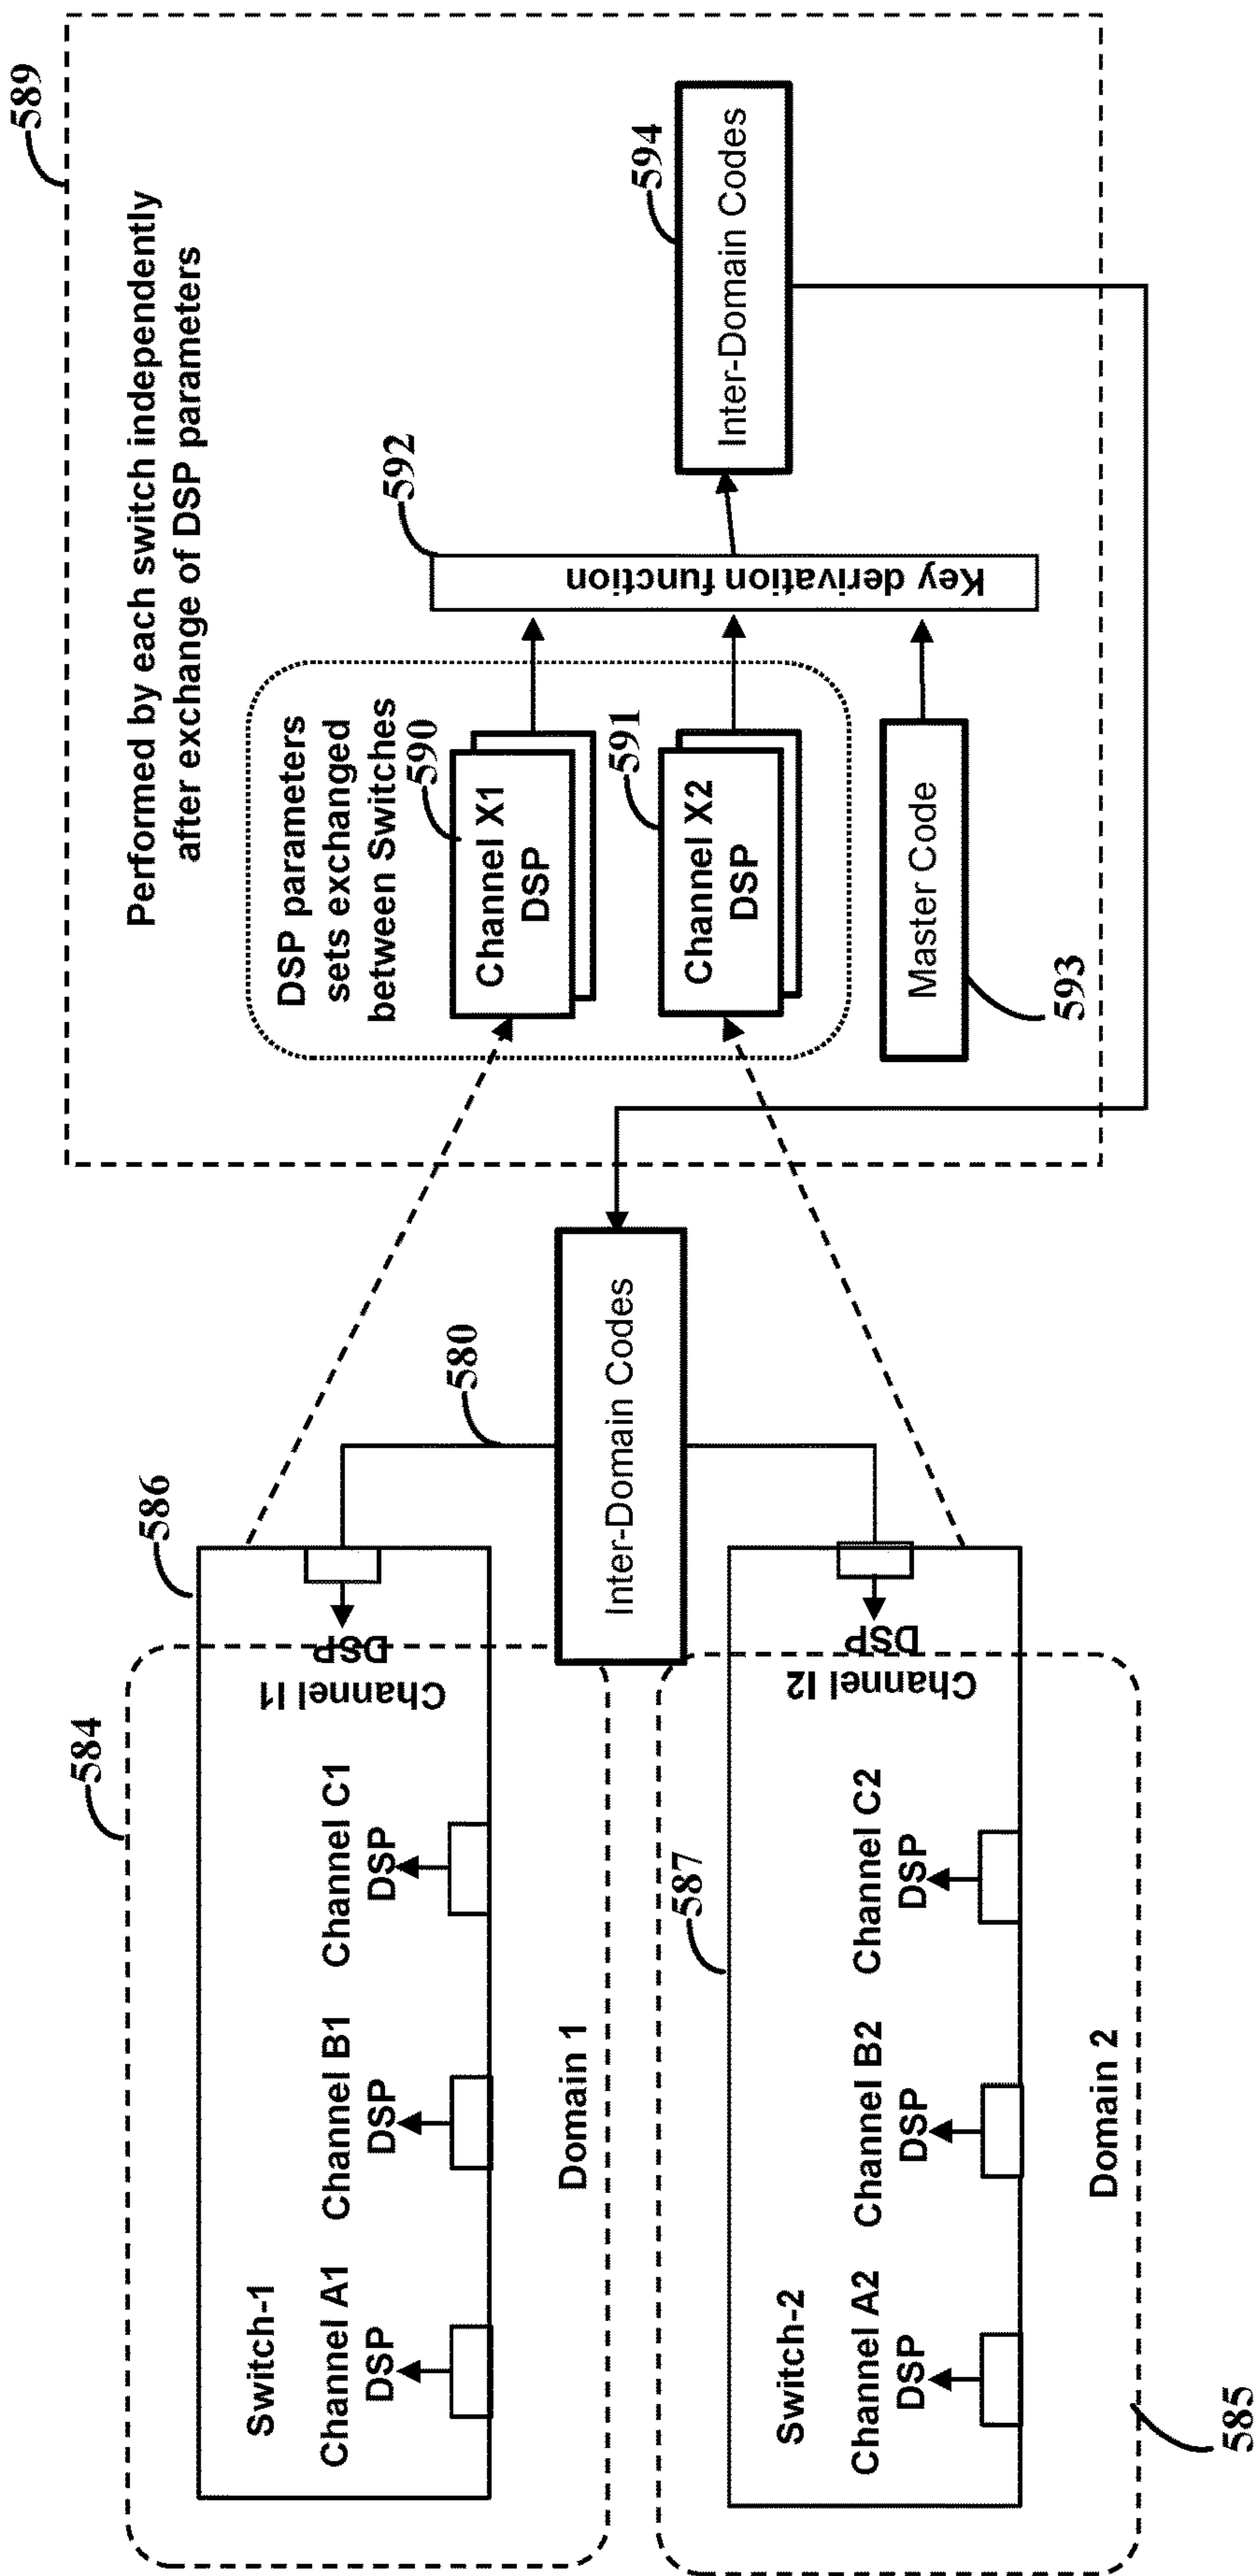 589
Performed by each switch independently
after exchange of DSP parameters
DSP parameters
sets exchanged
between Switches
590
Channel X1
DSP
591
Channel X2
DSP
Master Code
593
592
Key derivation function
594
Inter-Domain Codes
580
Inter-Domain Codes
584
586
Switch-1
Channel A1
DSP
Channel B1
DSP
Channel C1
DSP
Channel I1
DSP
Domain 1
587
Switch-2
Channel A2
DSP
Channel B2
DSP
Channel C2
DSP
Channel I2
DSP
Domain 2
585